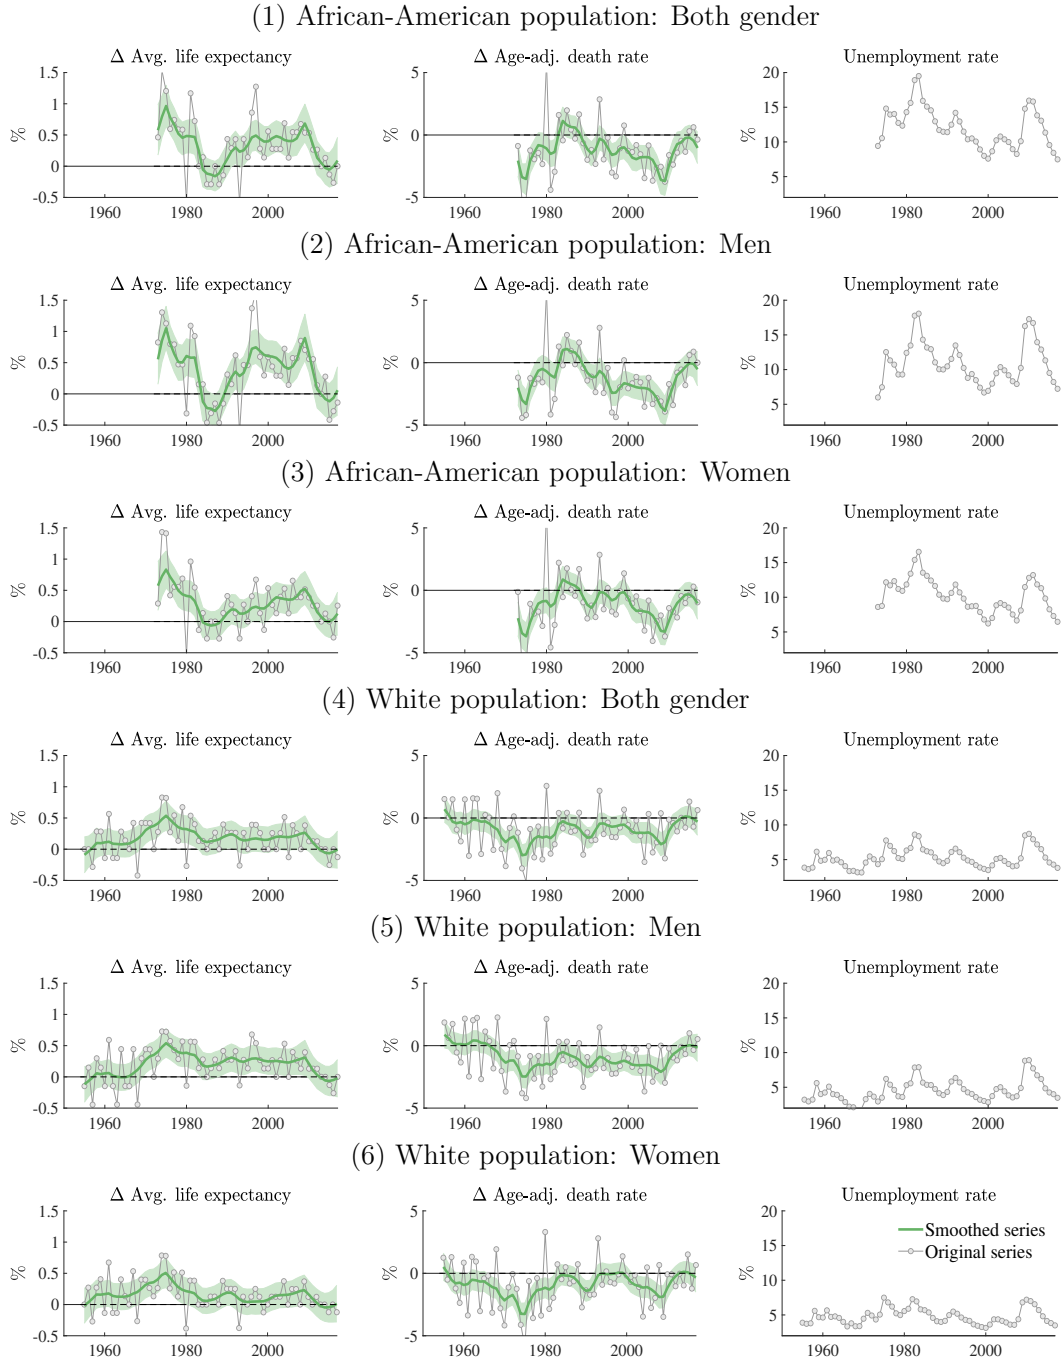 (1) African-American population: Both gender
Δ Avg. life expectancy Δ Age-adj. death rate Unemployment rate
1.5 5 20
1 15
% 0.5 % 0 % 10
0 5
-0.5 -5
1960 1980 2000 1960 1980 2000 1960 1980 2000
(2) African-American population: Men
Δ Avg. life expectancy Δ Age-adj. death rate Unemployment rate
1.5 5 20
1 15
% 0.5 % 0 % 10
0 5
-0.5 -5
1960 1980 2000 1960 1980 2000 1960 1980 2000
(3) African-American population: Women
Δ Avg. life expectancy Δ Age-adj. death rate Unemployment rate
1.5 5 20
1 15
% 0.5 % 0 % 10
0 5
-0.5 -5
1960 1980 2000 1960 1980 2000 1960 1980 2000
(4) White population: Both gender
Δ Avg. life expectancy Δ Age-adj. death rate Unemployment rate
1.5 5 20
1 15
% 0.5 % 0 % 10
0 5
-0.5 -5
1960 1980 2000 1960 1980 2000 1960 1980 2000
(5) White population: Men
Δ Avg. life expectancy Δ Age-adj. death rate Unemployment rate
1.5 5 20
1 15
% 0.5 % 0 % 10
0 5
-0.5 -5
1960 1980 2000 1960 1980 2000 1960 1980 2000
(6) White population: Women
Δ Avg. life expectancy Δ Age-adj. death rate Unemployment rate
1.5 5 20
Smoothed series
1 15
Original series
% 0.5 % 0 % 10
0 5
-0.5 -5
1960 1980 2000 1960 1980 2000 1960 1980 2000